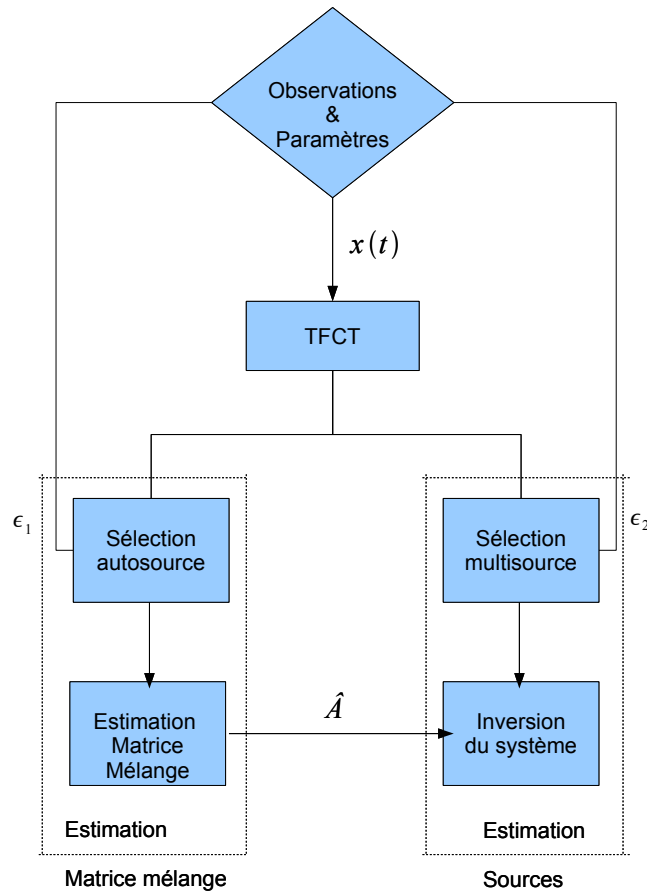 Observations
&
Paramètres
x(t)
TFCT
ϵ₁
Sélection
autosource
Sélection
multisource
ϵ₂
Estimation
Matrice
Mélange
Â
Inversion
du système
Estimation
Estimation
Matrice mélange
Sources